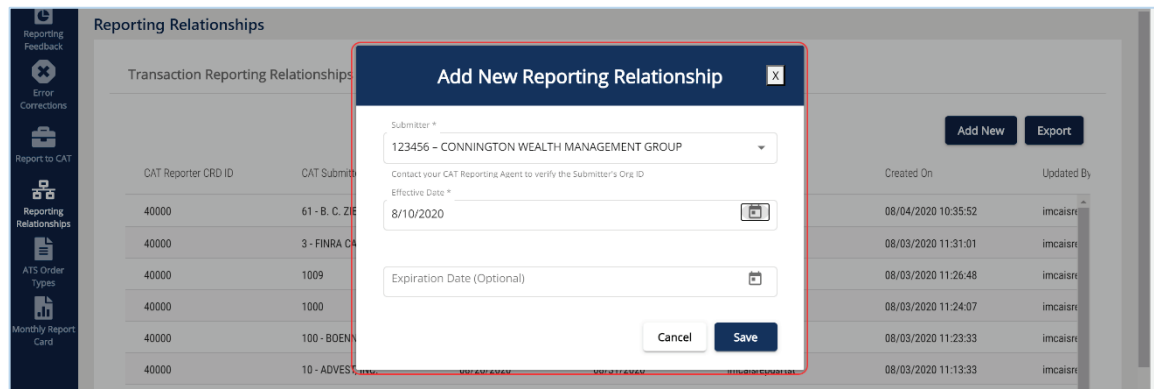 Reporting
Feedback
Error
Corrections
Report to CAT
Reporting
Relationships
ATS Order
Types
Monthly Report
Card
Reporting Relationships
Transaction Reporting Relationships
Add New
Export
CAT Reporter CRD ID
Created On
Updated By
40000
61 - B. C.
08/04/2020 10:35:52
40000
3 - FINRA
08/03/2020 11:31:01
40000
1009
08/03/2020 11:26:48
40000
1000
08/03/2020 11:24:07
40000
100 -
08/03/2020 11:23:33
40000
10 - ADVEST, INC.
08/03/2020 11:13:33
Add New Reporting Relationship
X
Submitter *
123456 – CONNINGTON WEALTH MANAGEMENT GROUP
Contact your CAT Reporting Agent to verify the Submitter's Org ID
Effective Date *
8/10/2020
Expiration Date (Optional)
Cancel
Save